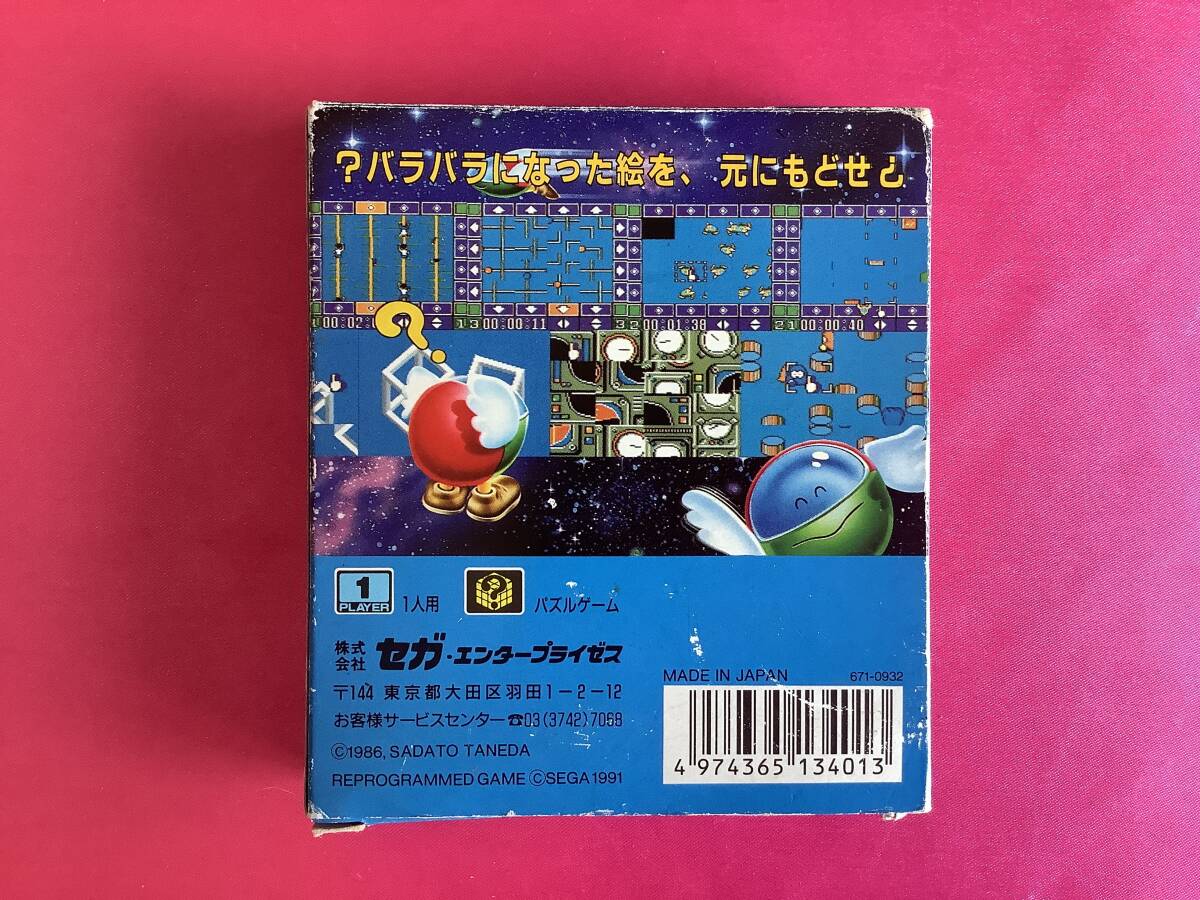 ?バラバラになった絵を、元にもどせ¿
13 00:00:11
32 00:01:38
21 00:00:40
?
1 PLAYER 1人用
? パズルゲーム
株式会社 セガ・エンタープライゼス
〒144 東京都大田区羽田1-2-12
お客様サービスセンター☎03(3742)7068
©1986, SADATO TANEDA
REPROGRAMMED GAME ©SEGA 1991
MADE IN JAPAN 671-0932
4 974365 134013